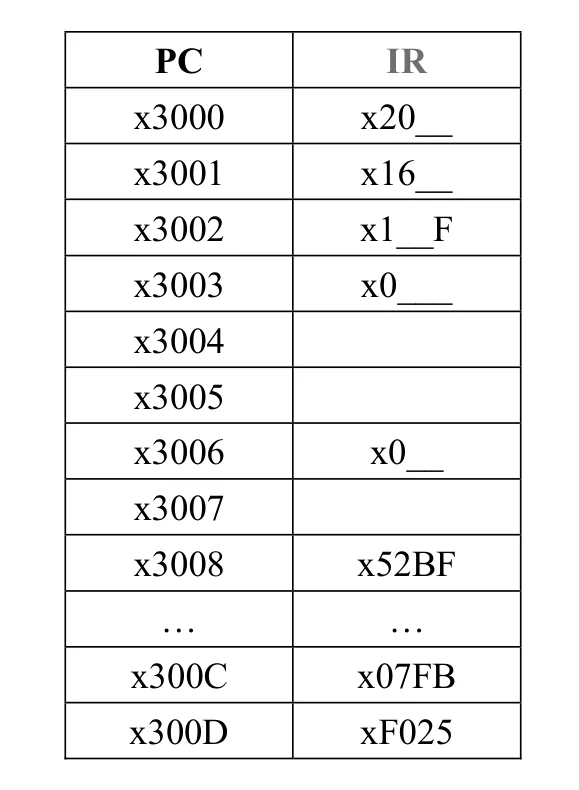 PC IR
x3000 x20__
x3001 x16__
x3002 x1__F
x3003 x0___
x3004
x3005
x3006 x0__
x3007
x3008 x52BF
… …
x300C x07FB
x300D xF025